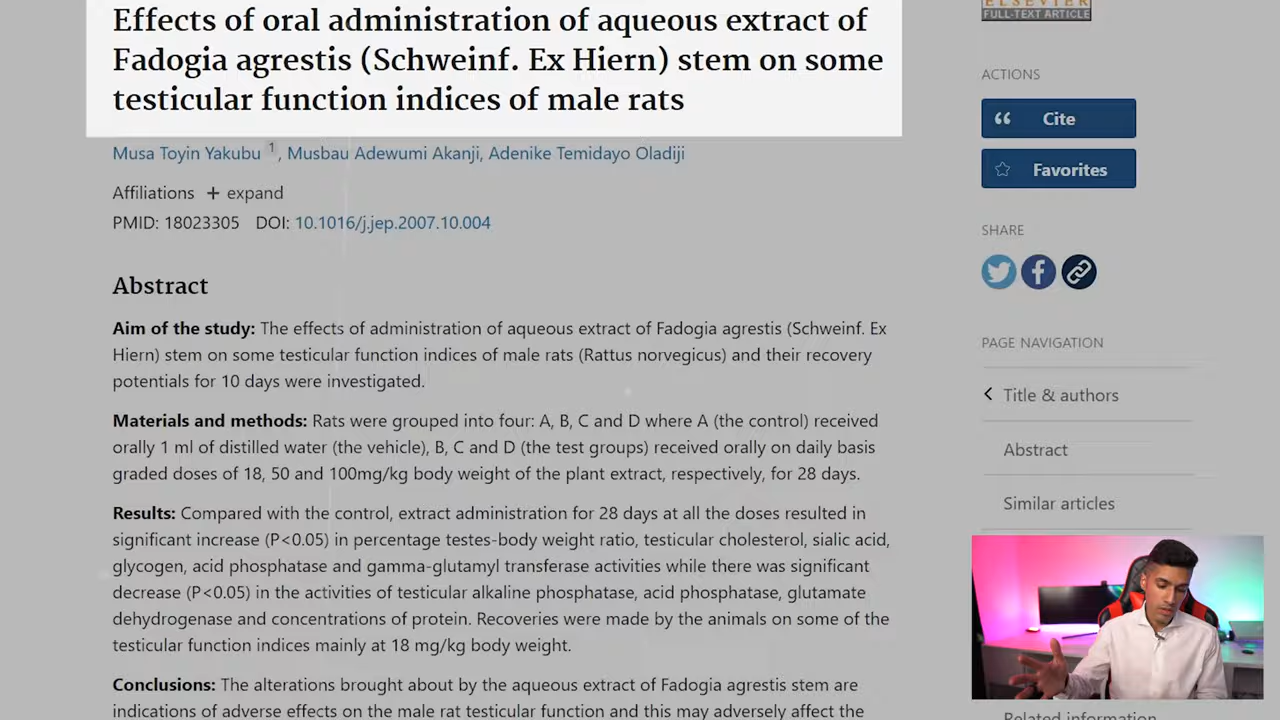 Effects of oral administration of aqueous extract of
Fadogia agrestis (Schweinf. Ex Hiern) stem on some
testicular function indices of male rats
Musa Toyin Yakubu 1, Musbau Adewumi Akanji, Adenike Temidayo Oladiji
Affiliations + expand
PMID: 18023305 DOI: 10.1016/j.jep.2007.10.004
Abstract
Aim of the study: The effects of administration of aqueous extract of Fadogia agrestis (Schweinf. Ex
Hiern) stem on some testicular function indices of male rats (Rattus norvegicus) and their recovery
potentials for 10 days were investigated.
Materials and methods: Rats were grouped into four: A, B, C and D where A (the control) received
orally 1 ml of distilled water (the vehicle), B, C and D (the test groups) received orally on daily basis
graded doses of 18, 50 and 100mg/kg body weight of the plant extract, respectively, for 28 days.
Results: Compared with the control, extract administration for 28 days at all the doses resulted in
significant increase (P<0.05) in percentage testes-body weight ratio, testicular cholesterol, sialic acid,
glycogen, acid phosphatase and gamma-glutamyl transferase activities while there was significant
decrease (P<0.05) in the activities of testicular alkaline phosphatase, acid phosphatase, glutamate
dehydrogenase and concentrations of protein. Recoveries were made by the animals on some of the
testicular function indices mainly at 18 mg/kg body weight.
Conclusions: The alterations brought about by the aqueous extract of Fadogia agrestis stem are
indications of adverse effects on the male rat testicular function and this may adversely affect the
ELSEVIER
FULL-TEXT ARTICLE
ACTIONS
Cite
Favorites
SHARE
PAGE NAVIGATION
Title & authors
Abstract
Similar articles
Related information